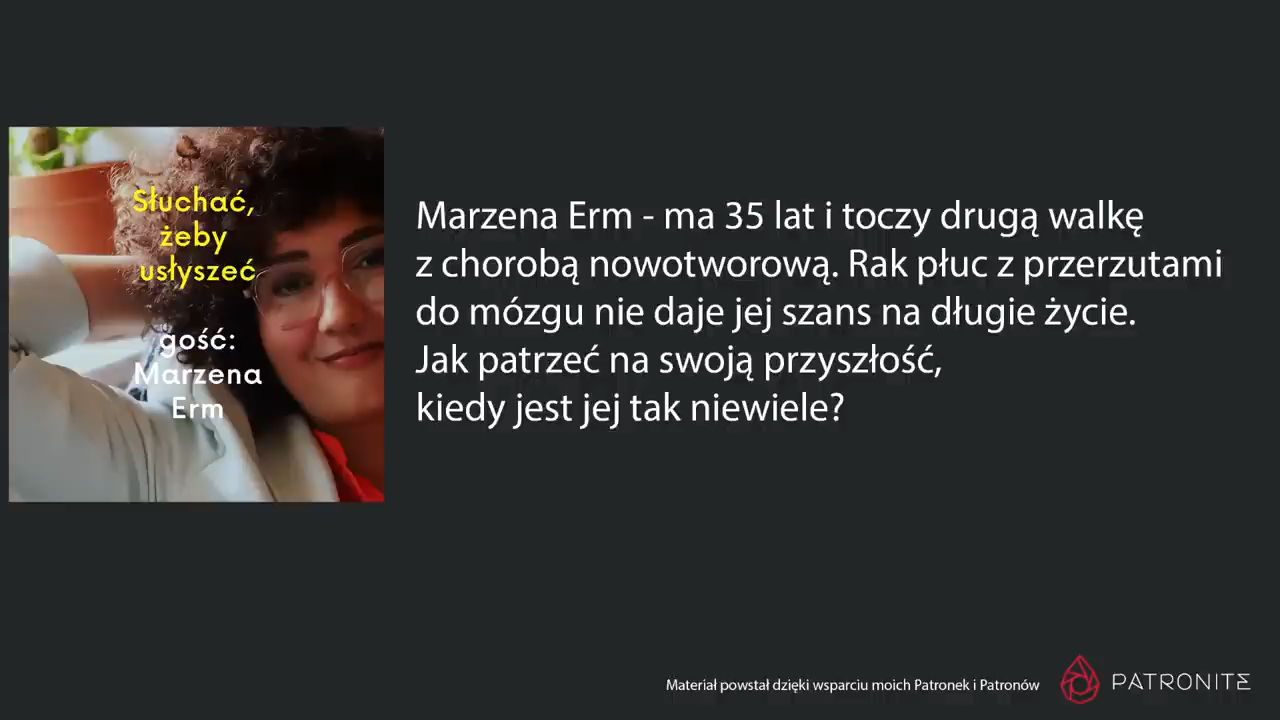 Słuchać,
żeby
usłyszeć
gość:
Marzena
Erm
Marzena Erm - ma 35 lat i toczy drugą walkę
z chorobą nowotworową. Rak płuc z przerzutami
do mózgu nie daje jej szans na długie życie.
Jak patrzeć na swoją przyszłość,
kiedy jest jej tak niewiele?
Materiał powstał dzięki wsparciu moich Patronek i Patronów
PATRONITE